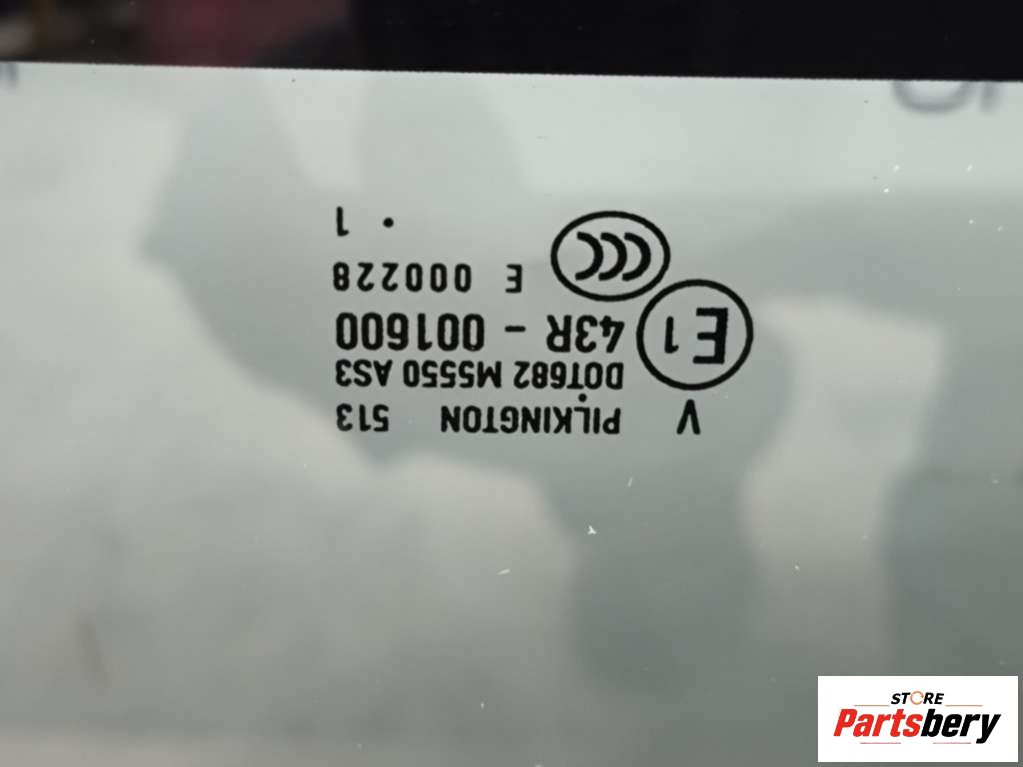 V PILKINGTON 513
DOT682 M5550 AS3
E1 43R - 001600
CCC E 000228
• 1
STORE
Partsbery